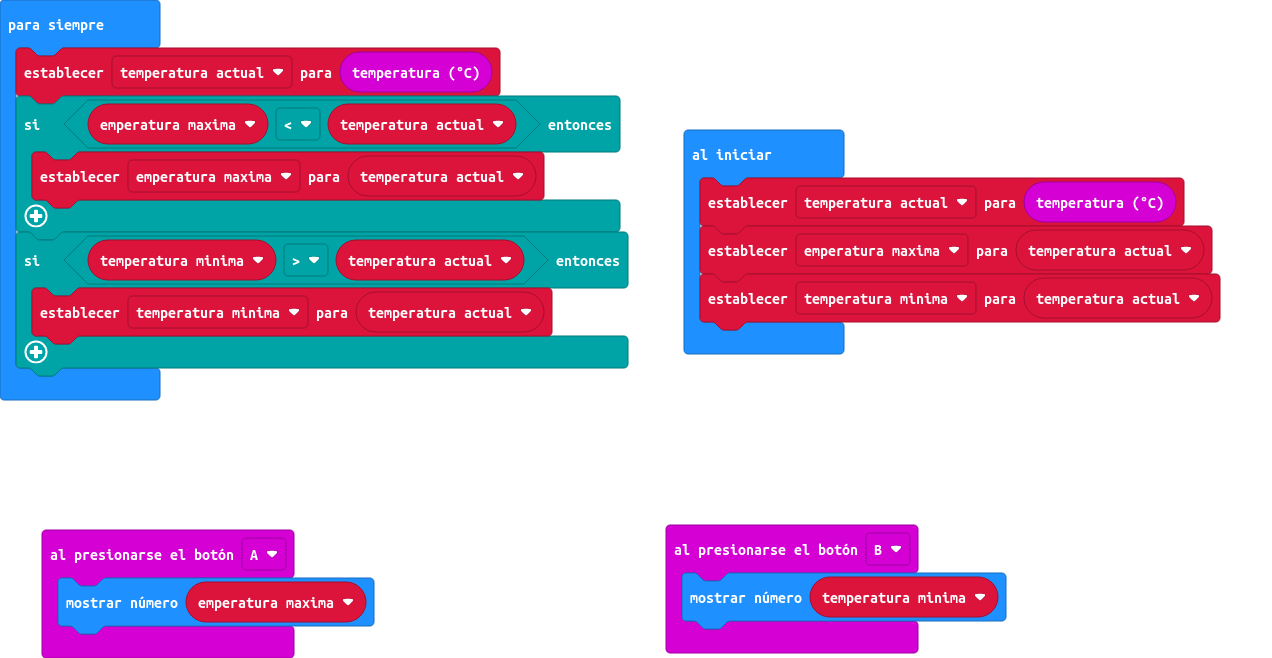 para siempre
establecer temperatura actual para temperatura (°C)
si emperatura maxima < temperatura actual entonces
establecer emperatura maxima para temperatura actual
si temperatura minima > temperatura actual entonces
establecer temperatura minima para temperatura actual
al iniciar
establecer temperatura actual para temperatura (°C)
establecer emperatura maxima para temperatura actual
establecer temperatura minima para temperatura actual
al presionarse el botón A
mostrar número emperatura maxima
al presionarse el botón B
mostrar número temperatura minima